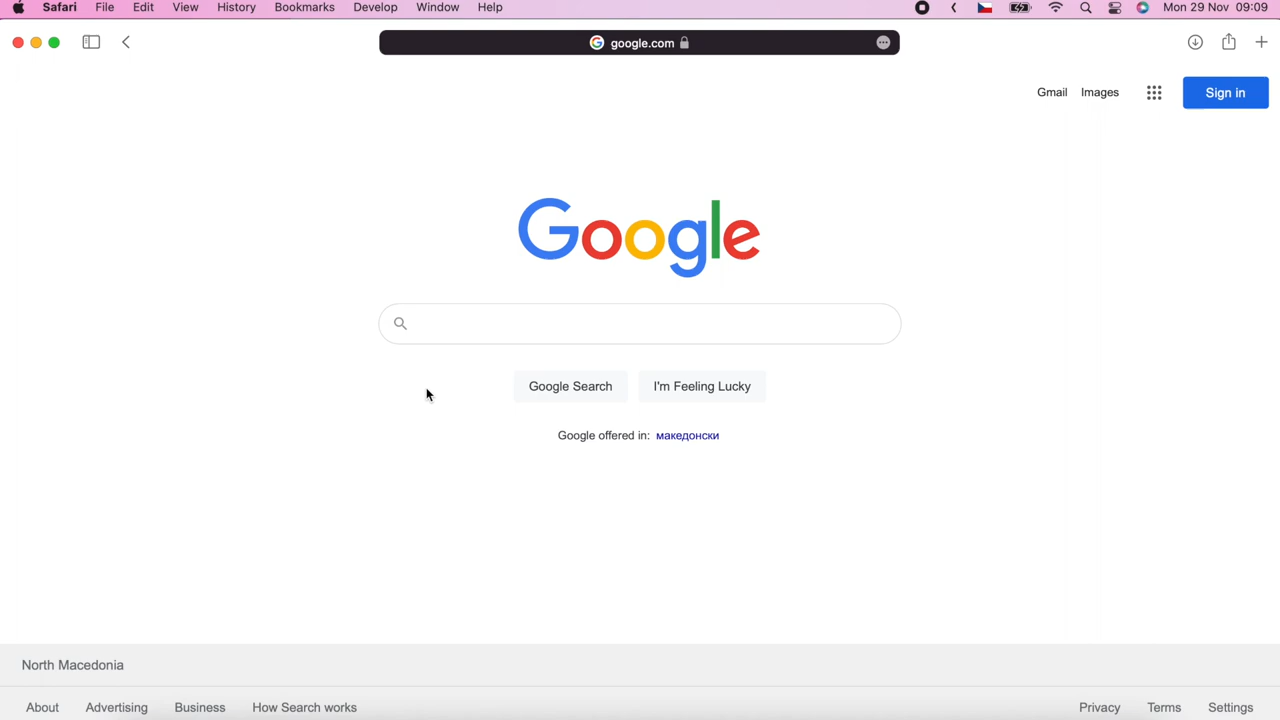 Safari File Edit View History Bookmarks Develop Window Help Mon 29 Nov 09:09
google.com
Gmail Images Sign in
Google
Google Search I'm Feeling Lucky
Google offered in: македонски
North Macedonia
About Advertising Business How Search works Privacy Terms Settings